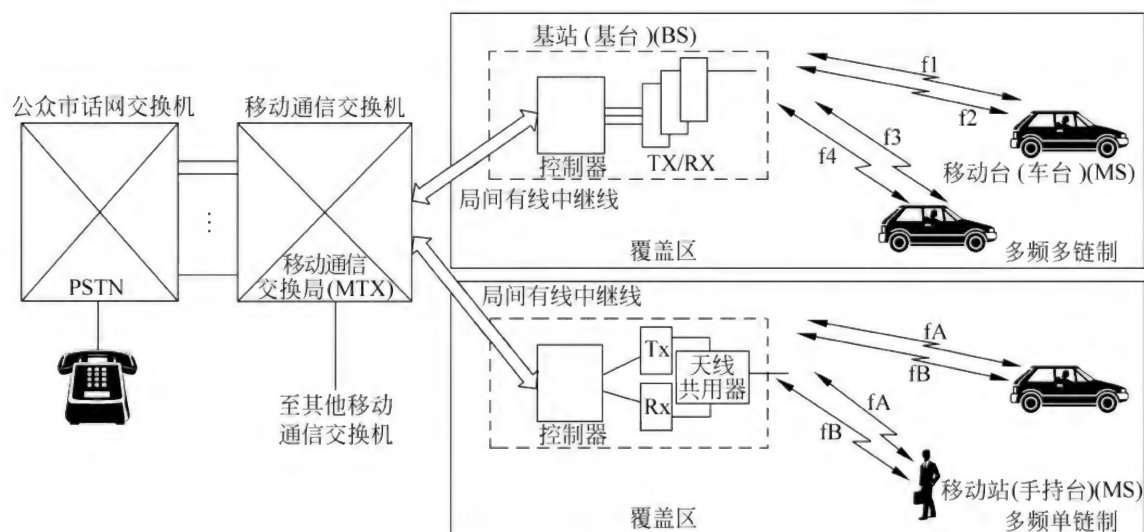 公众市话网交换机
PSTN
移动通信交换机
移动通信
交换局(MTX)
至其他移动
通信交换机
基站(基台)(BS)
控制器
TX/RX
局间有线中继线
f1
f2
f3
f4
移动台(车台)(MS)
覆盖区
多频多链制
局间有线中继线
Tx
Rx
天线
共用器
控制器
fA
fB
fA
fB
移动站(手持台)(MS)
覆盖区
多频单链制